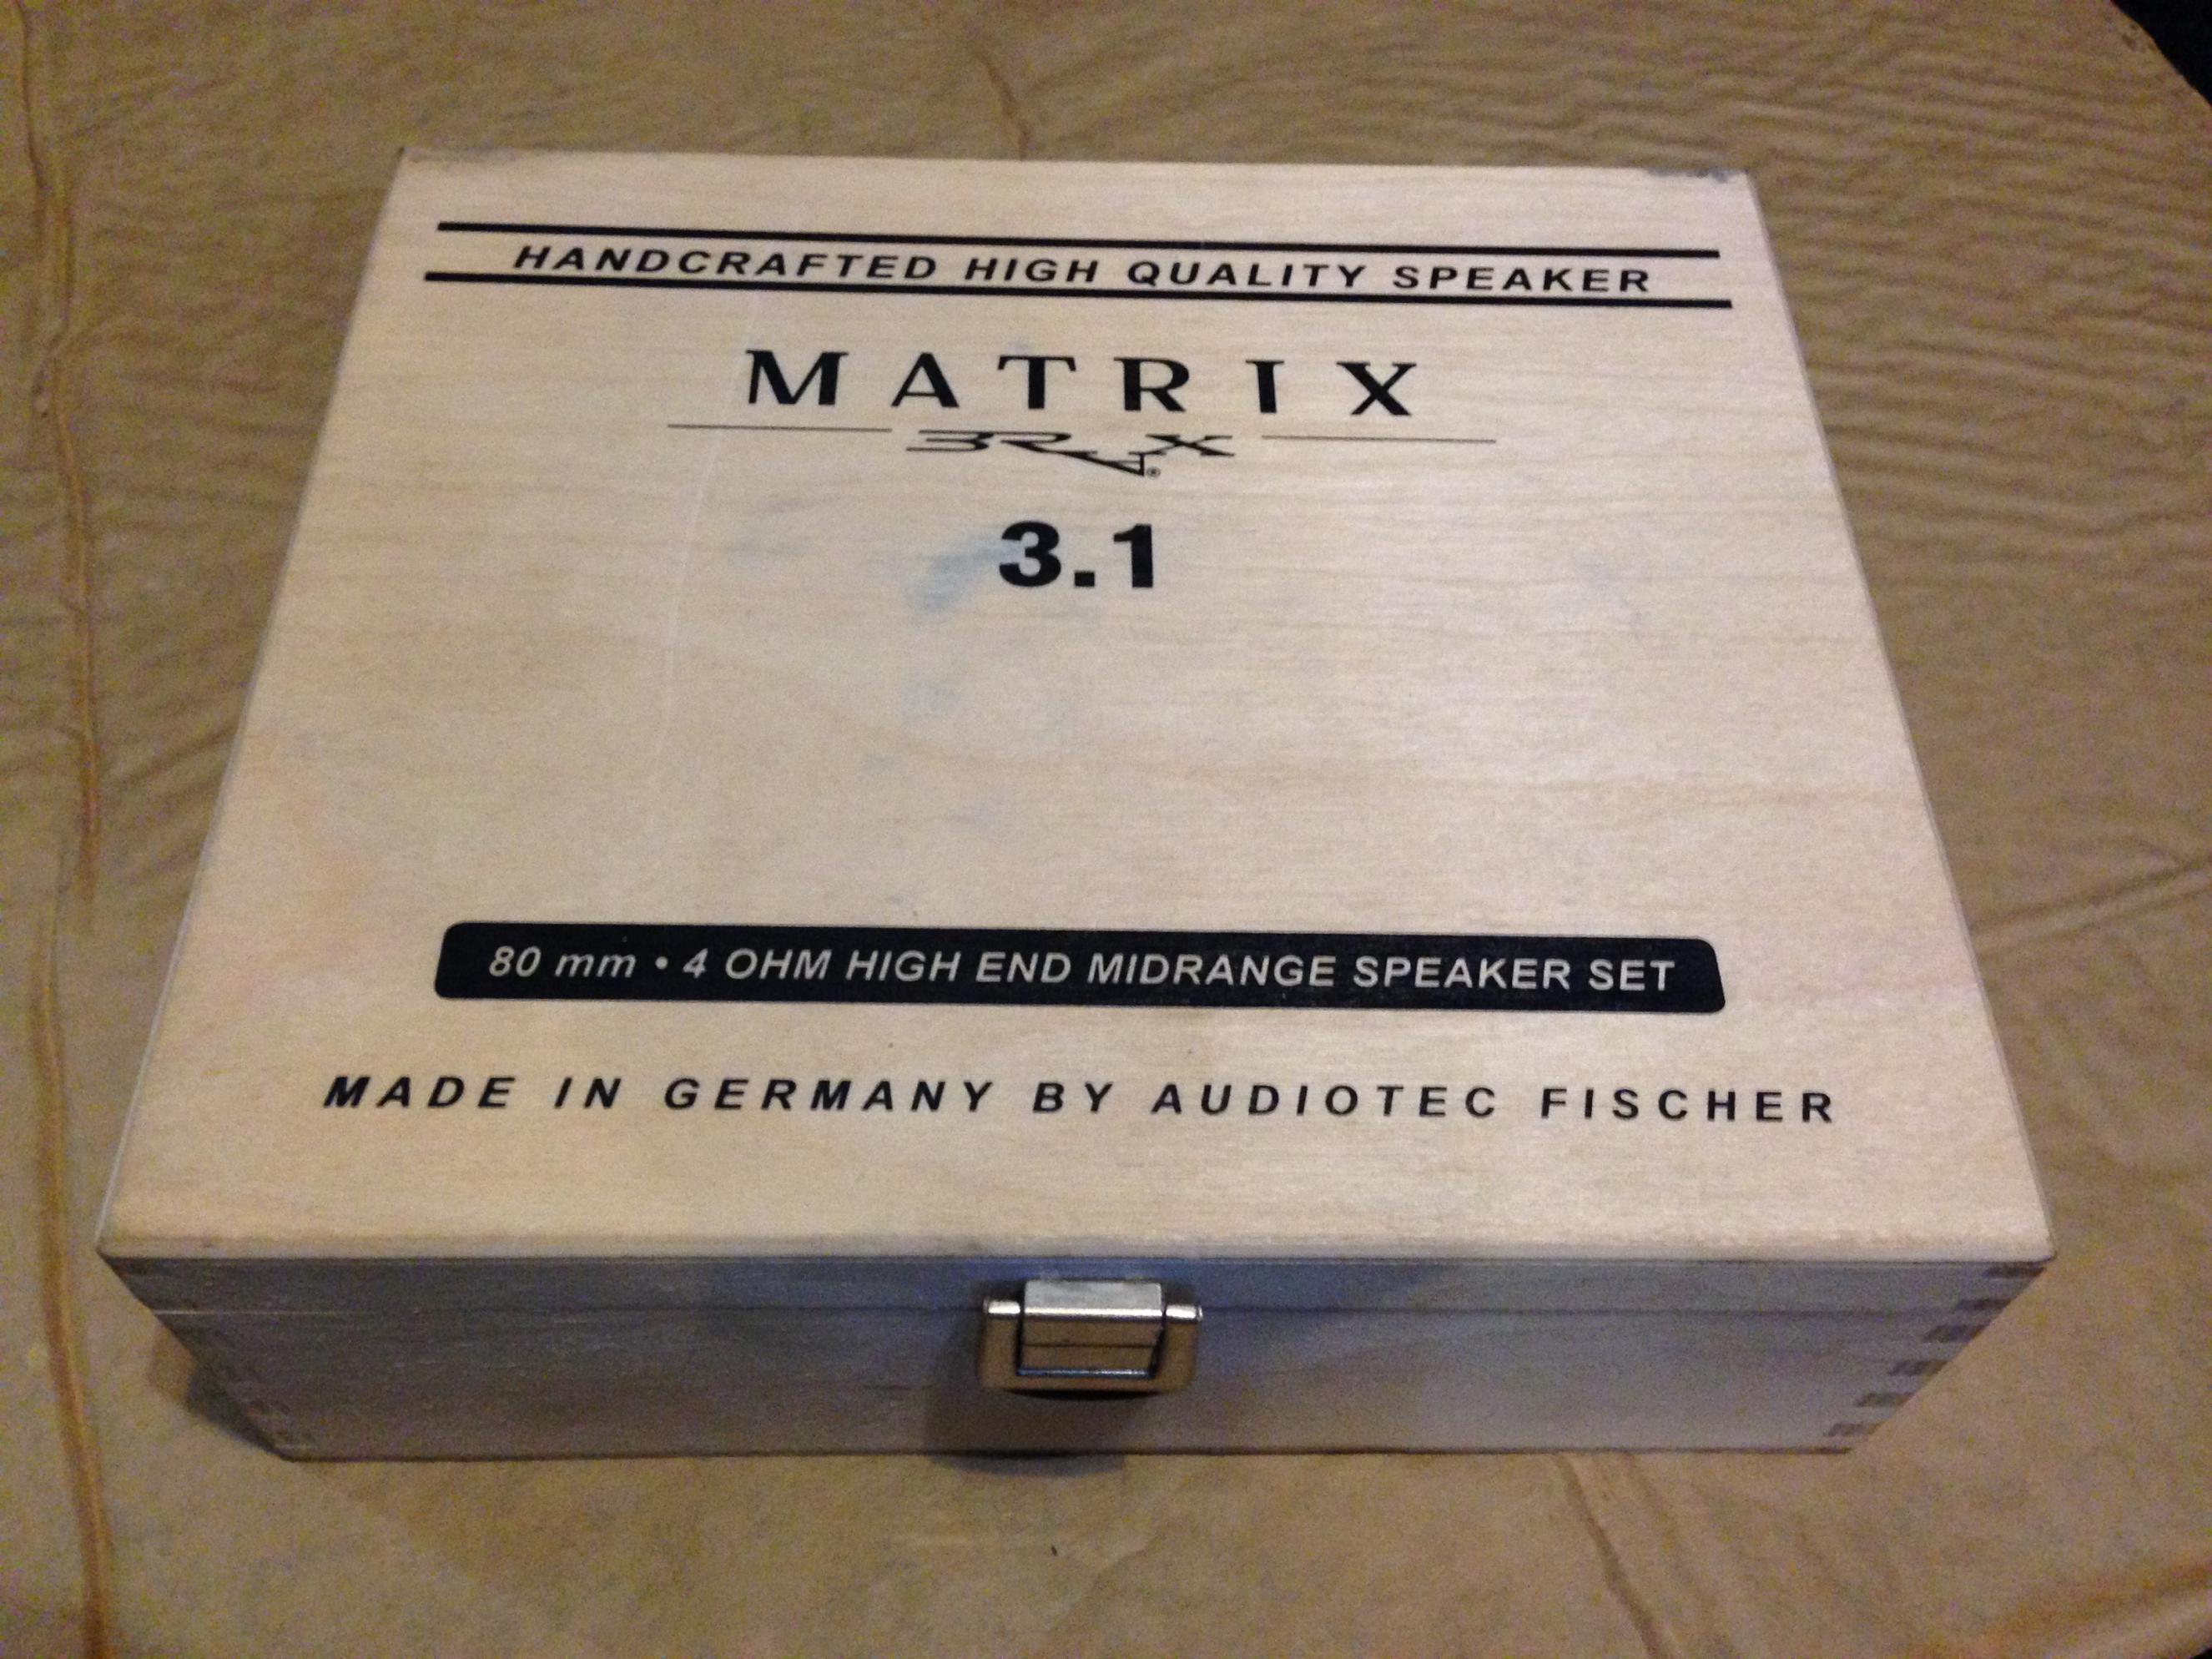 HANDCRAFTED HIGH QUALITY SPEAKER
MATRIX
BRAX®
3.1
80 mm • 4 OHM HIGH END MIDRANGE SPEAKER SET
MADE IN GERMANY BY AUDIOTEC FISCHER